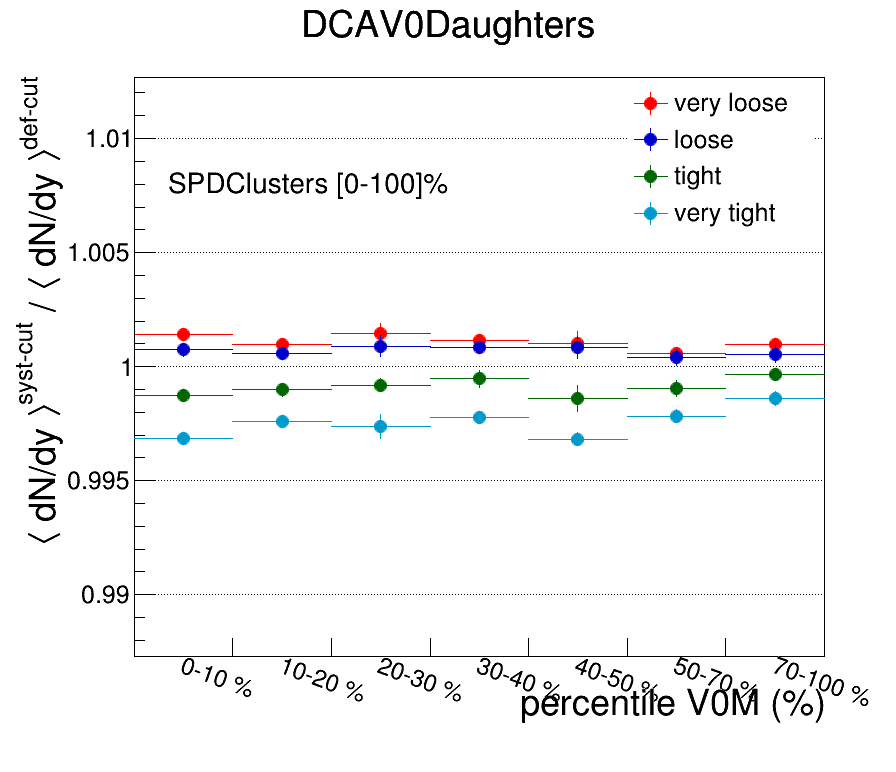 DCAV0Daughters
⟨ dN/dy ⟩^syst-cut / ⟨ dN/dy ⟩^def-cut
very loose
loose
tight
very tight
SPDClusters [0-100]%
1.01
1.005
1
0.995
0.99
0-10 %
10-20 %
20-30 %
30-40 %
40-50 %
50-70 %
70-100 %
percentile V0M (%)